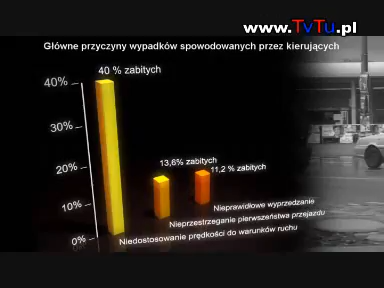 www.TvTu.pl
Główne przyczyny wypadków spowodowanych przez kierujących
40 % zabitych
40%
30%
20%
10%
0%
13,6% zabitych
11,2 % zabitych
Nieprawidłowe wyprzedzanie
Nieprzestrzeganie pierwszeństwa przejazdu
Niedostosowanie prędkości do warunków ruchu